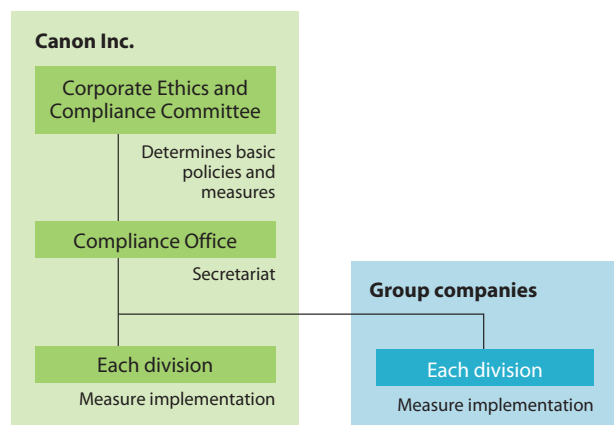 Canon Inc.
Corporate Ethics and
Compliance Committee
Determines basic
policies and
measures
Compliance Office
Secretariat
Each division
Measure implementation
Group companies
Each division
Measure implementation